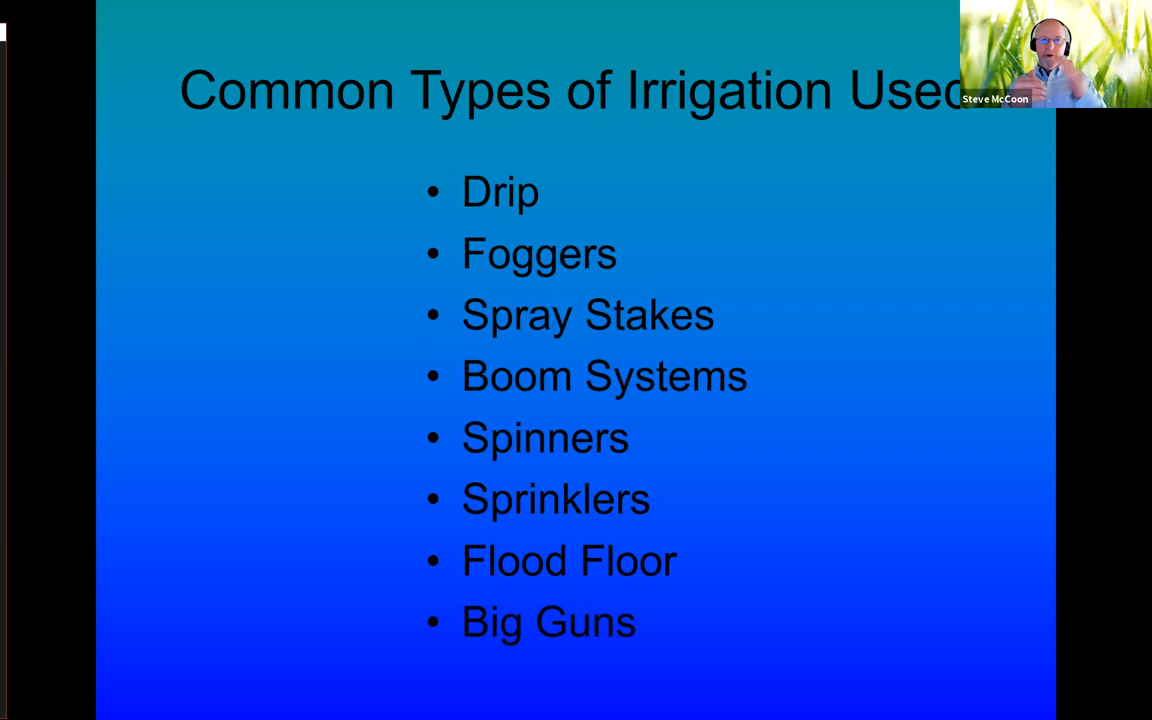 Common Types of Irrigation Used
Steve McCoon
• Drip
• Foggers
• Spray Stakes
• Boom Systems
• Spinners
• Sprinklers
• Flood Floor
• Big Guns